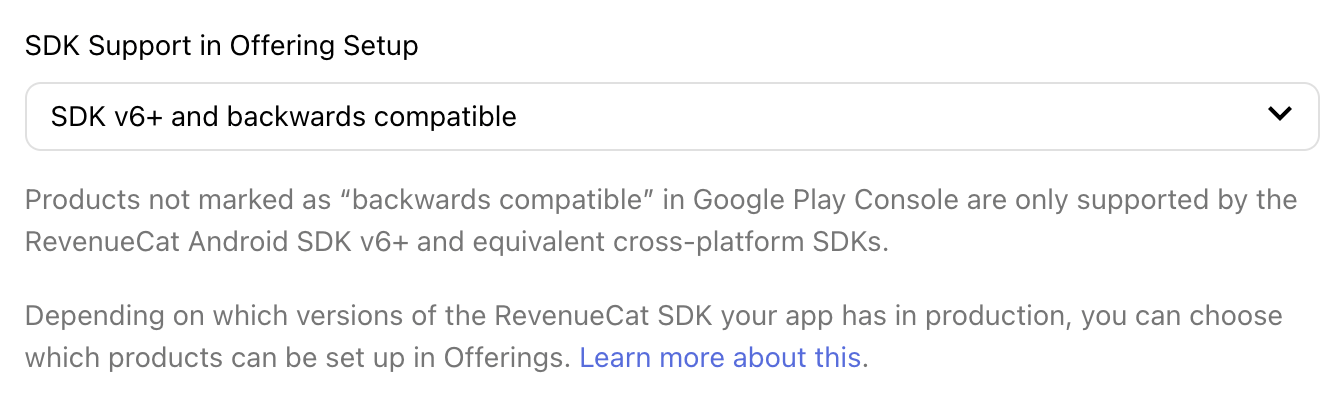 SDK Support in Offering Setup
SDK v6+ and backwards compatible
Products not marked as “backwards compatible” in Google Play Console are only supported by the
RevenueCat Android SDK v6+ and equivalent cross-platform SDKs.
Depending on which versions of the RevenueCat SDK your app has in production, you can choose
which products can be set up in Offerings. Learn more about this.